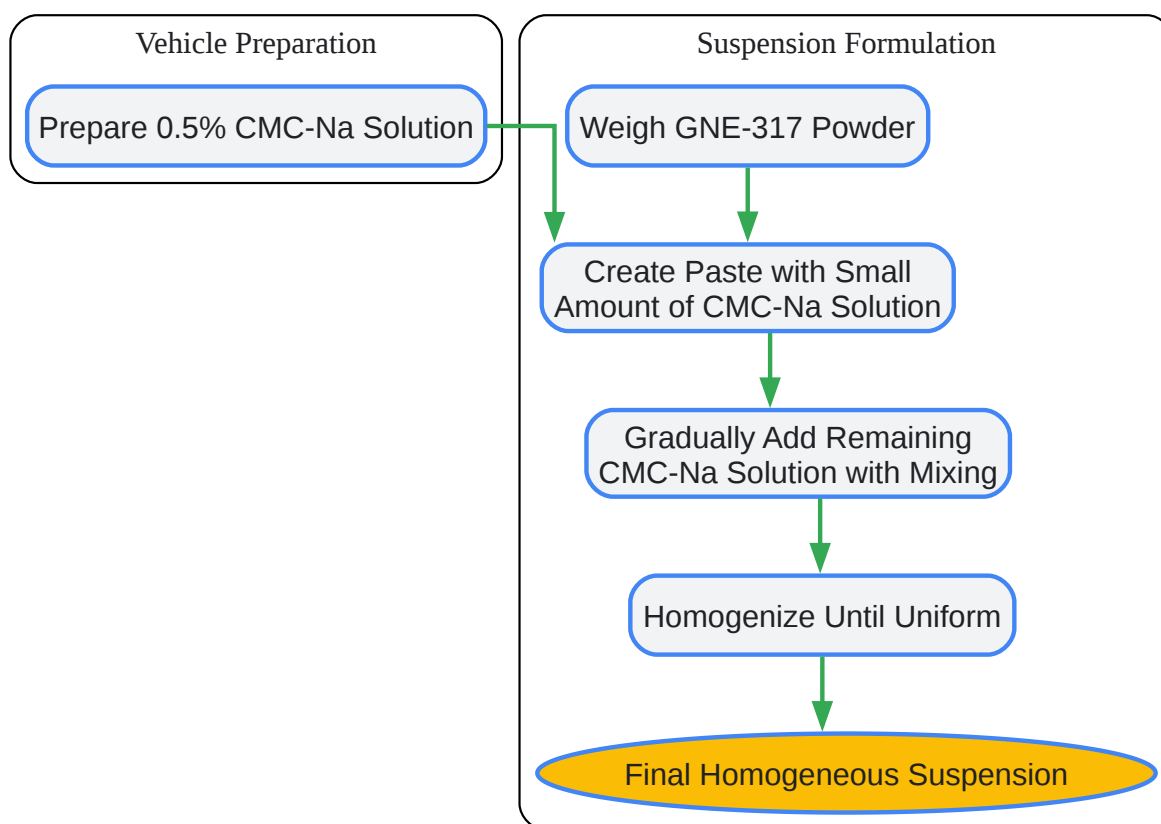 Vehicle Preparation
Prepare 0.5% CMC-Na Solution
Suspension Formulation
Weigh GNE-317 Powder
Create Paste with Small
Amount of CMC-Na Solution
Gradually Add Remaining
CMC-Na Solution with Mixing
Homogenize Until Uniform
Final Homogeneous Suspension